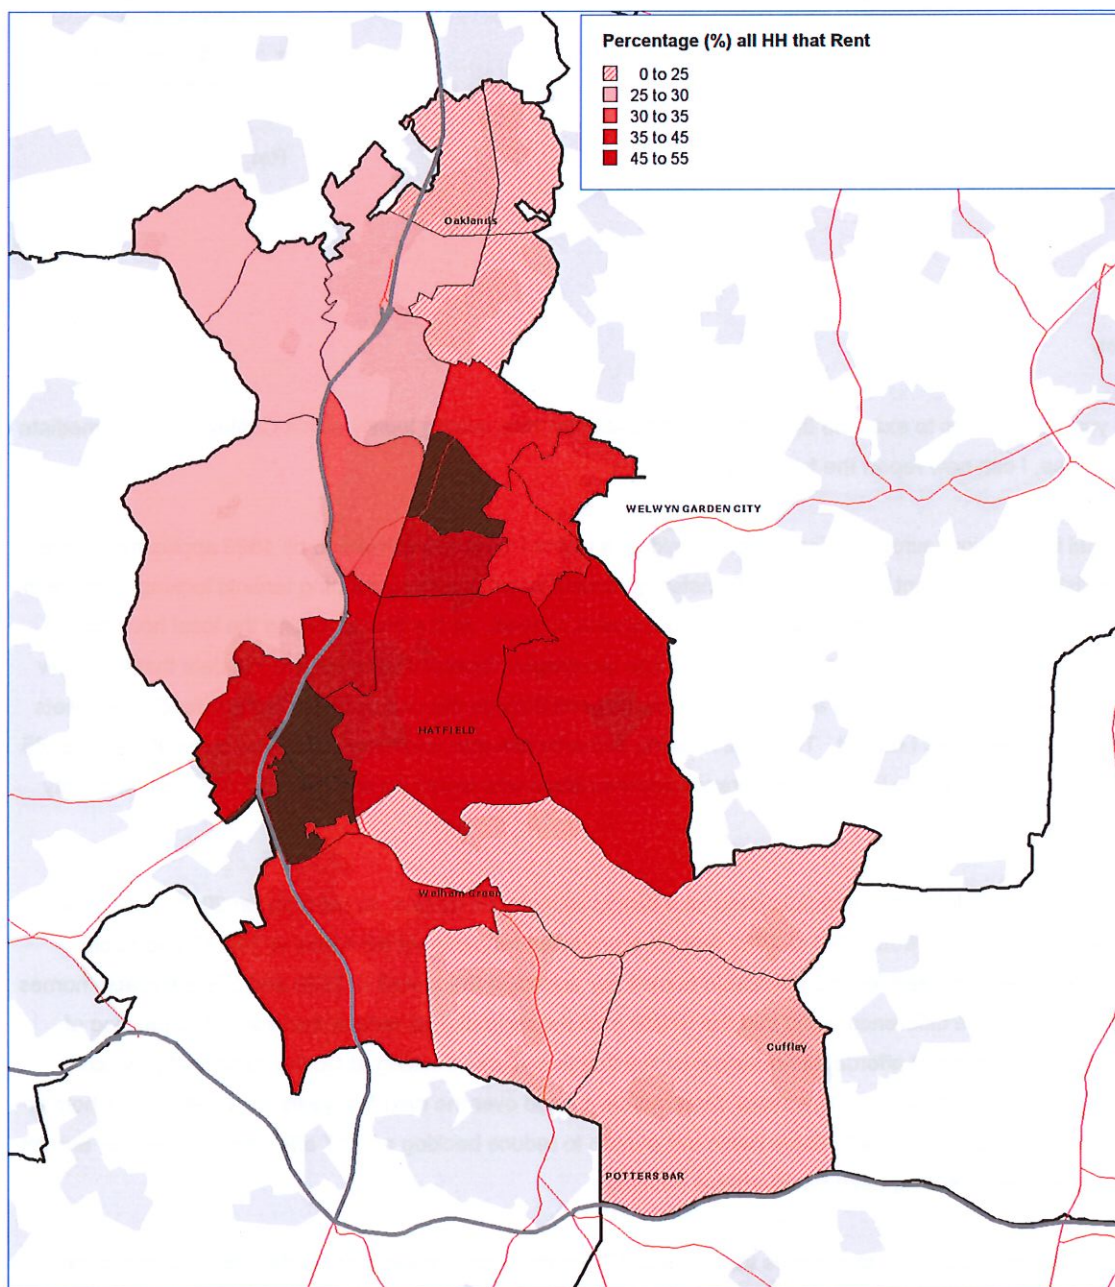 Percentage (%) all HH that Rent
0 to 25
25 to 30
30 to 35
35 to 45
45 to 55
Oaklands
WELWYN GARDEN CITY
HATFIELD
Welham Green
Cuffley
POTTERS BAR